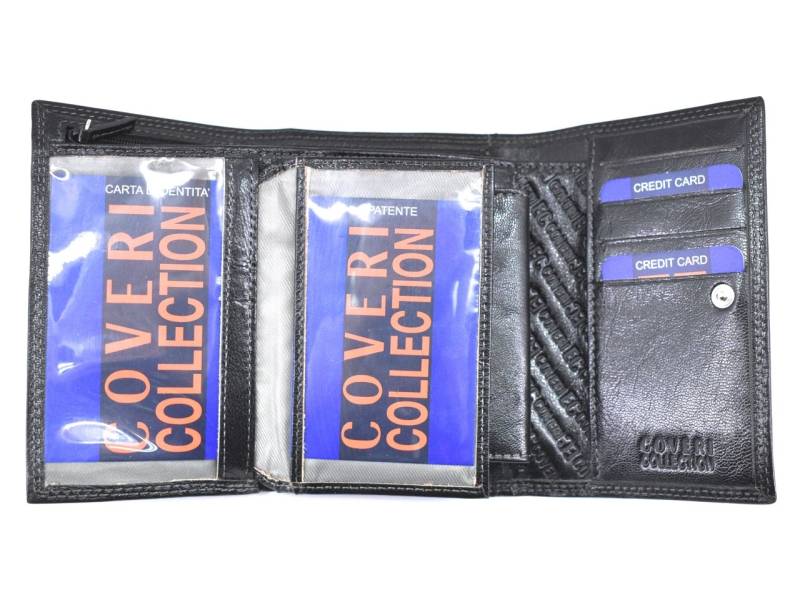 CARTA D'IDENTITA'
COVERI
COLLECTION
PATENTE
COVERI
COLLECTION
CREDIT CARD
CREDIT CARD
COVERI
COLLECTION